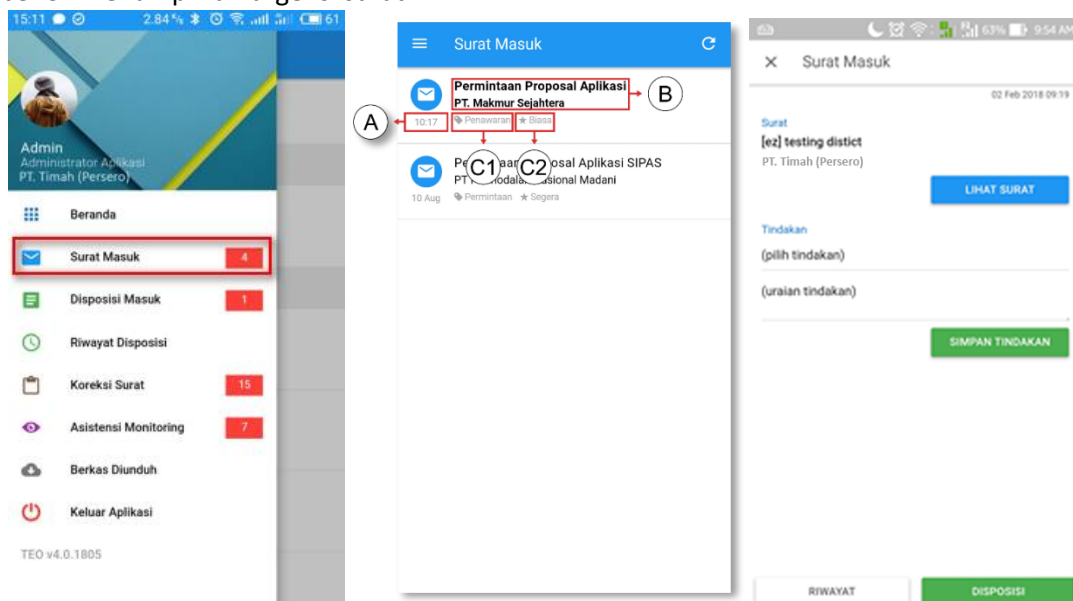 15:11 2.84 % 61
Admin
Administrator Aplikasi
PT. Timah (Persero)
Beranda
Surat Masuk 4
Disposisi Masuk 1
Riwayat Disposisi
Koreksi Surat 15
Asistensi Monitoring 7
Berkas Diunduh
Keluar Aplikasi
TEO v4.0.1805
Surat Masuk
Permintaan Proposal Aplikasi
PT. Makmur Sejahtera
B
A
10:17 Penawaran Biasa
C1 C2
Aplikasi SIPAS
PT Madani
10 Aug Permintaan Segera
63% 9:54 AM
Surat Masuk
02 Feb 2018 09:19
Surat
[ez] testing distict
PT. Timah (Persero)
LIHAT SURAT
Tindakan
(pilih tindakan)
(uraian tindakan)
SIMPAN TINDAKAN
RIWAYAT DISPOSISI